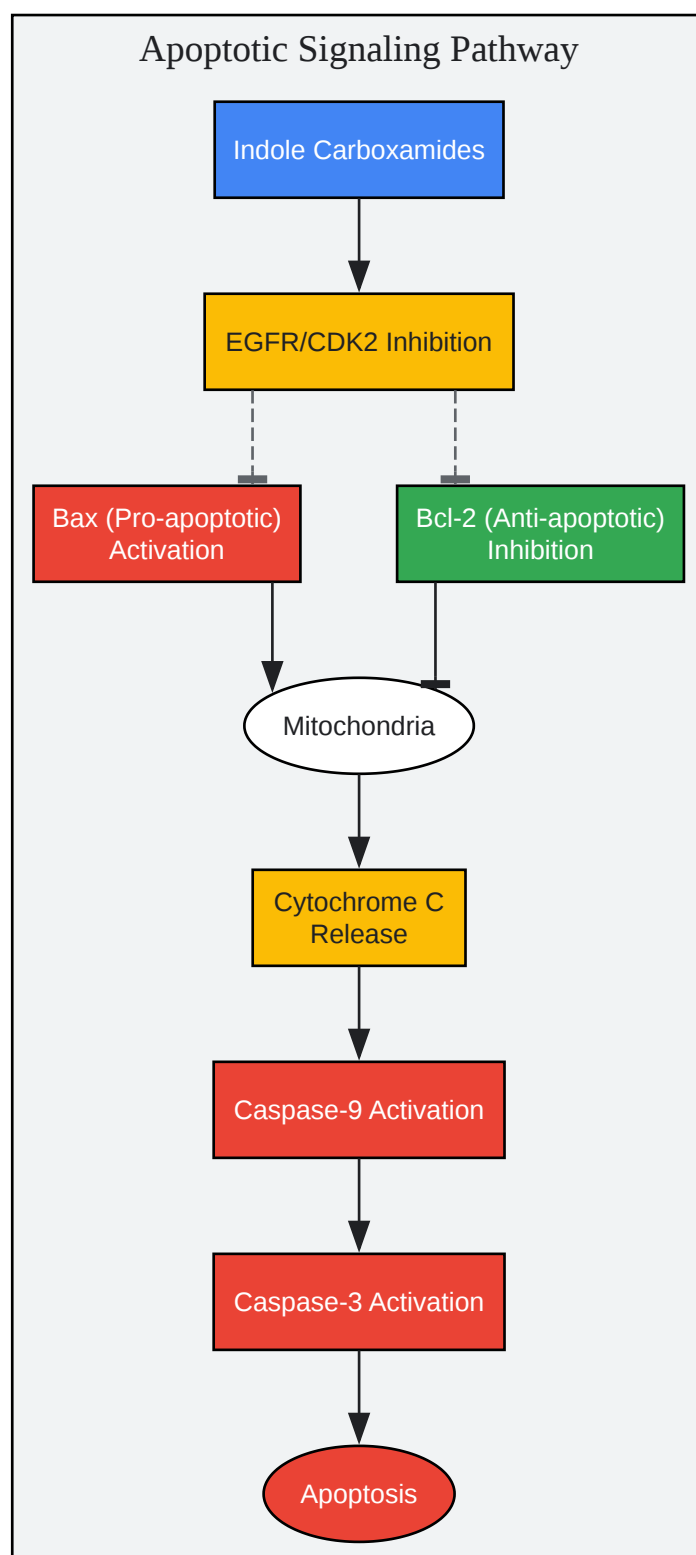 Apoptotic Signaling Pathway
Indole Carboxamides
EGFR/CDK2 Inhibition
Bax (Pro-apoptotic)
Activation
Bcl-2 (Anti-apoptotic)
Inhibition
Mitochondria
Cytochrome C
Release
Caspase-9 Activation
Caspase-3 Activation
Apoptosis